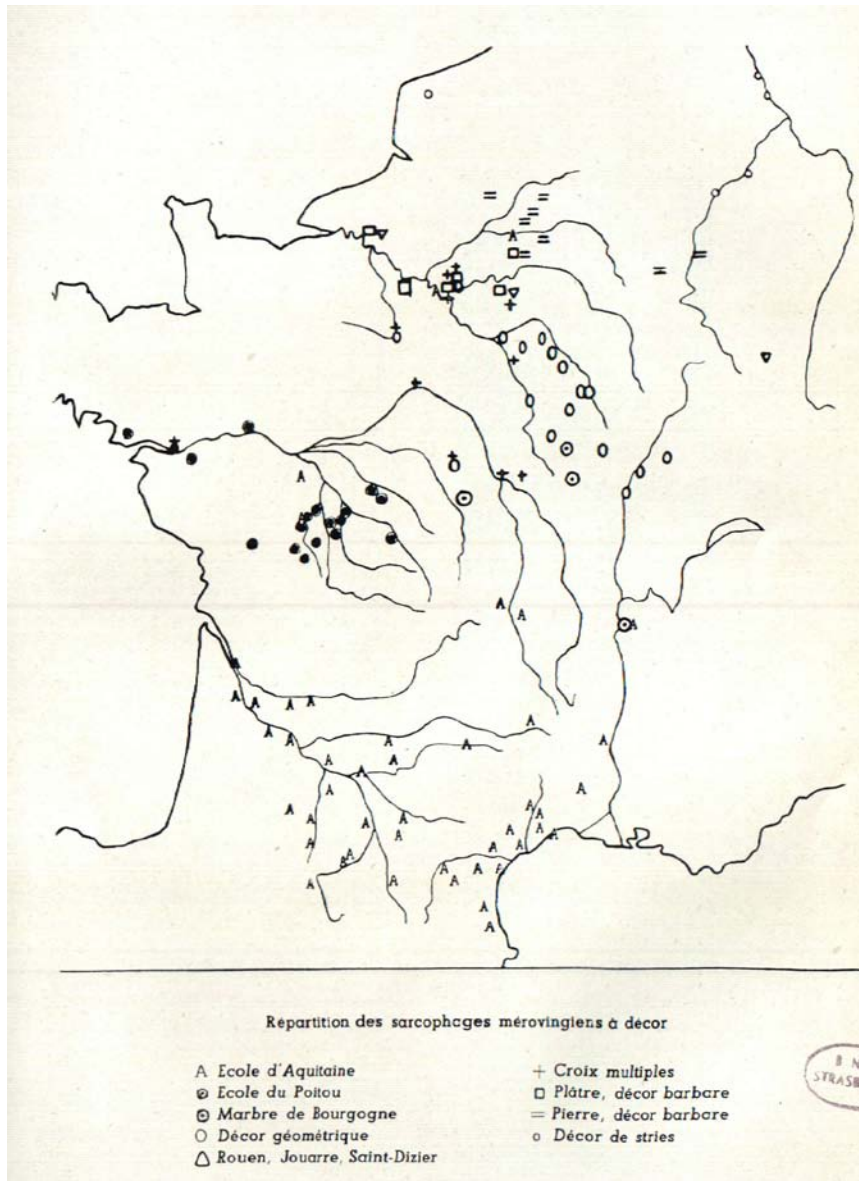 Répartition des sarcophages mérovingiens à décor
A Ecole d'Aquitaine
Ecole du Poitou
Marbre de Bourgogne
Décor géométrique
Rouen, Jouarre, Saint-Dizier
+ Croix multiples
Plâtre, décor barbare
= Pierre, décor barbare
Décor de stries
B N
STRASB